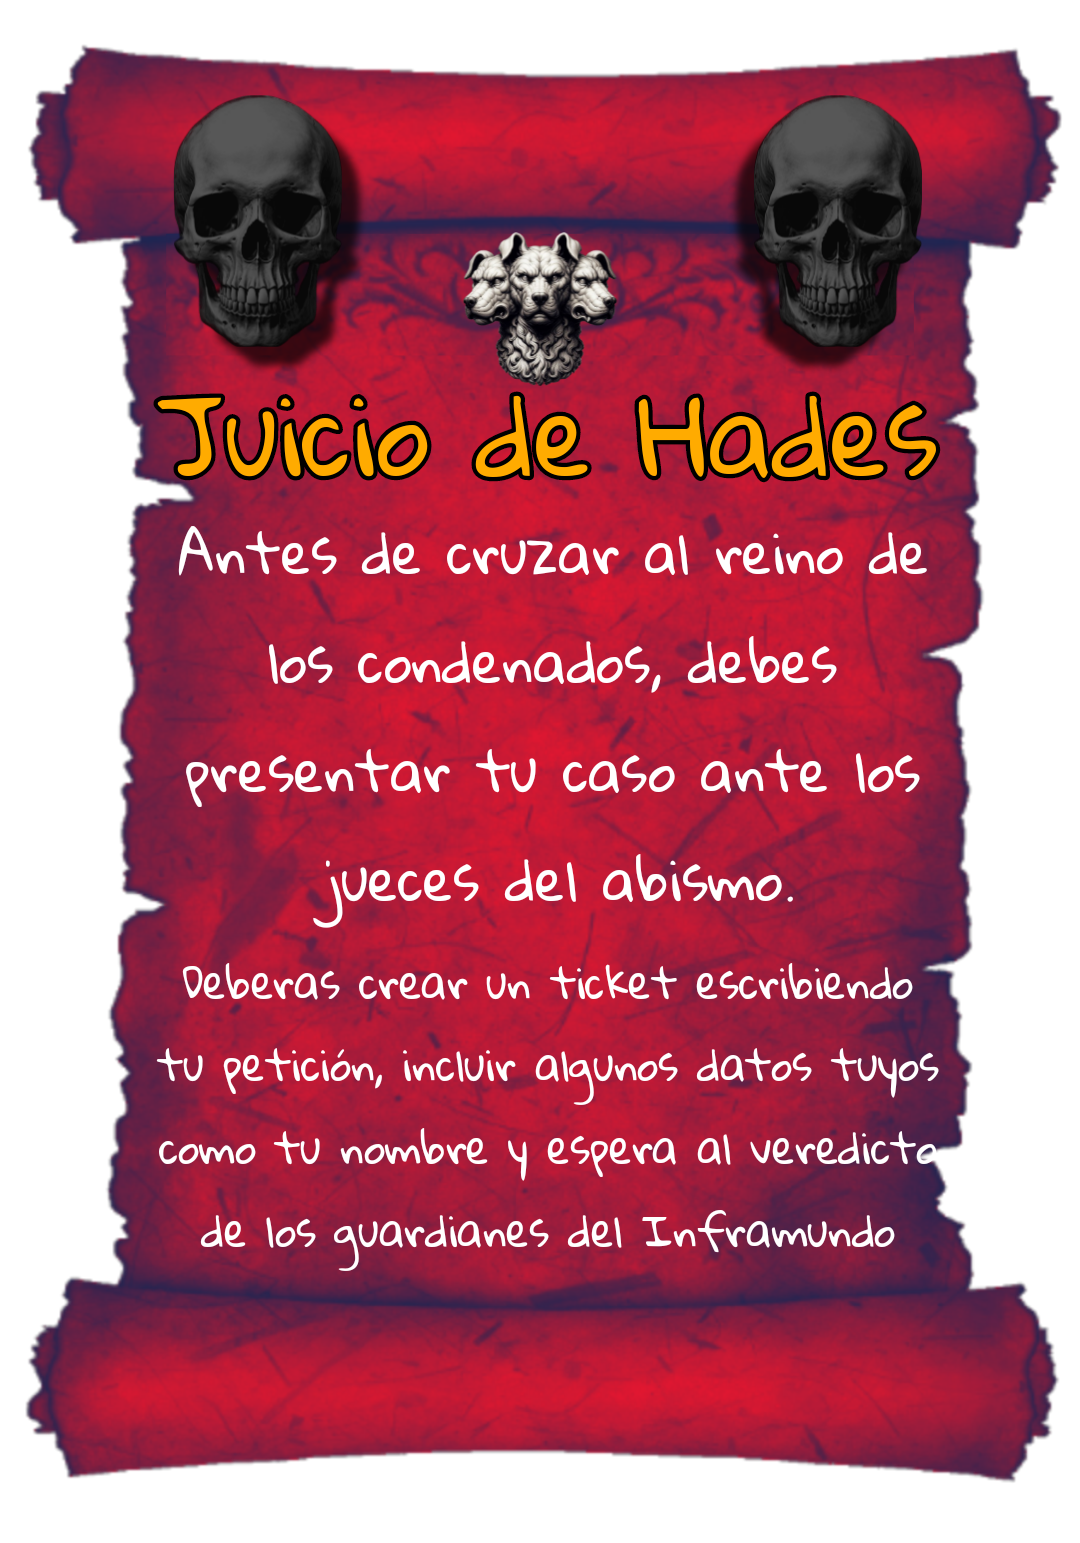 Juicio de Hades
Antes de cruzar al reino de
los condenados, debes
presentar tu caso ante los
jueces del abismo.
Deberas crear un ticket escribiendo
tu petición, incluir algunos datos tuyos
como tu nombre y espera al veredicto
de los guardianes del Inframundo